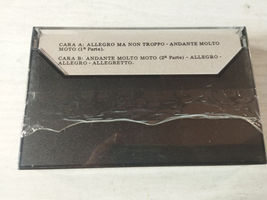 CARA A: ALLEGRO MA NON TROPPO - ANDANTE MOLTO
MOTO (1ª Parte).
CARA B: ANDANTE MOLTO MOTO (2ª Parte) - ALLEGRO -
ALLEGRO - ALLEGRETTO.